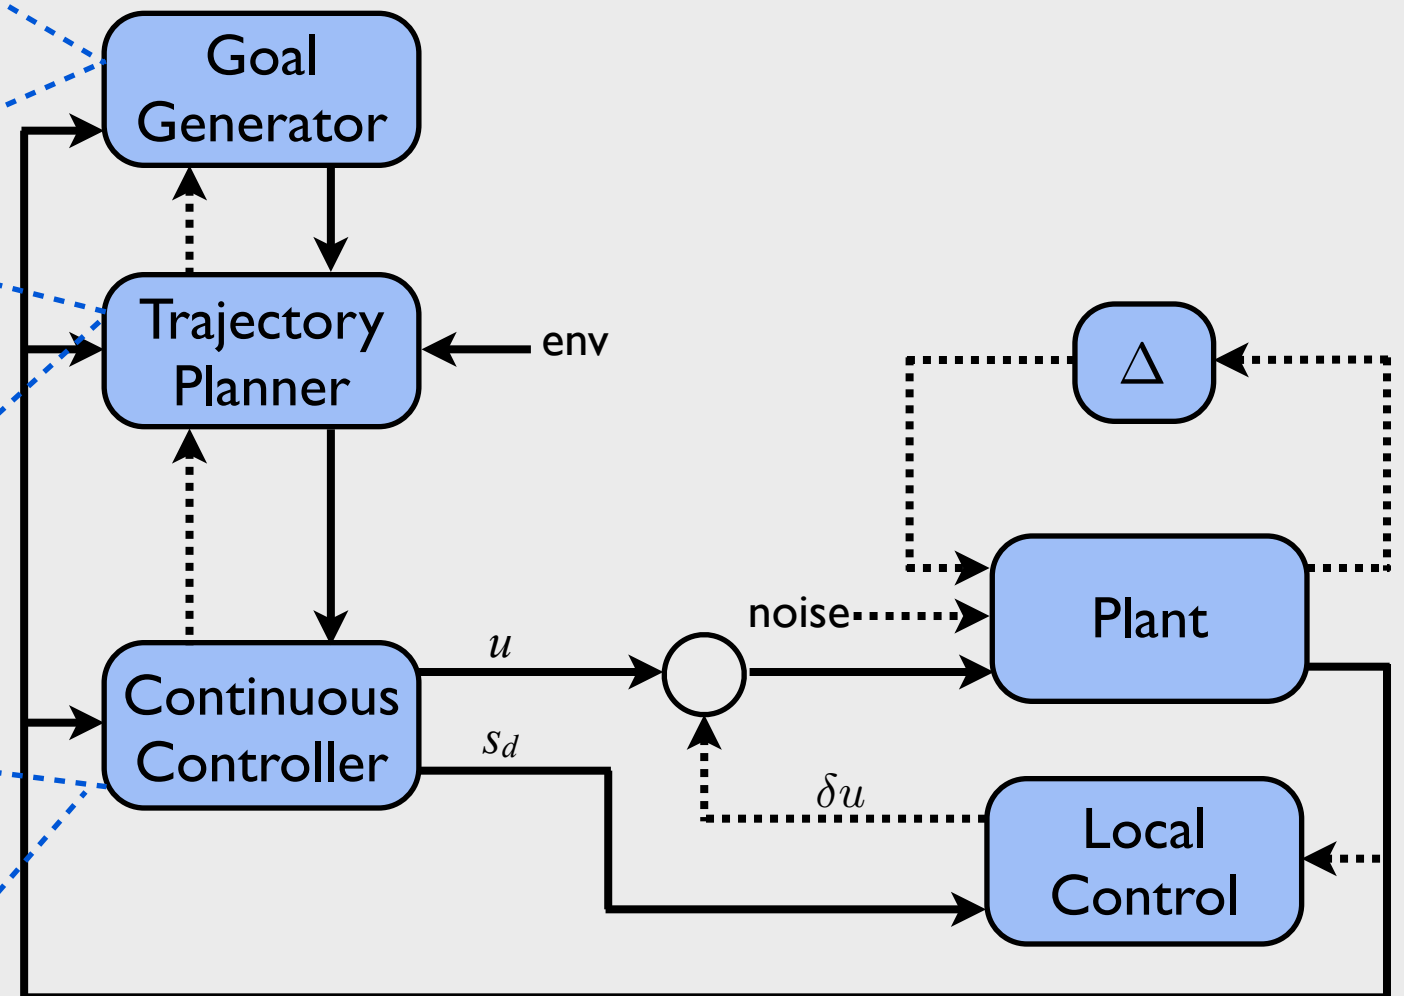 Goal
Generator
Trajectory
Planner
env
Δ
noise
Plant
u
Continuous
Controller
s_d
δu
Local
Control